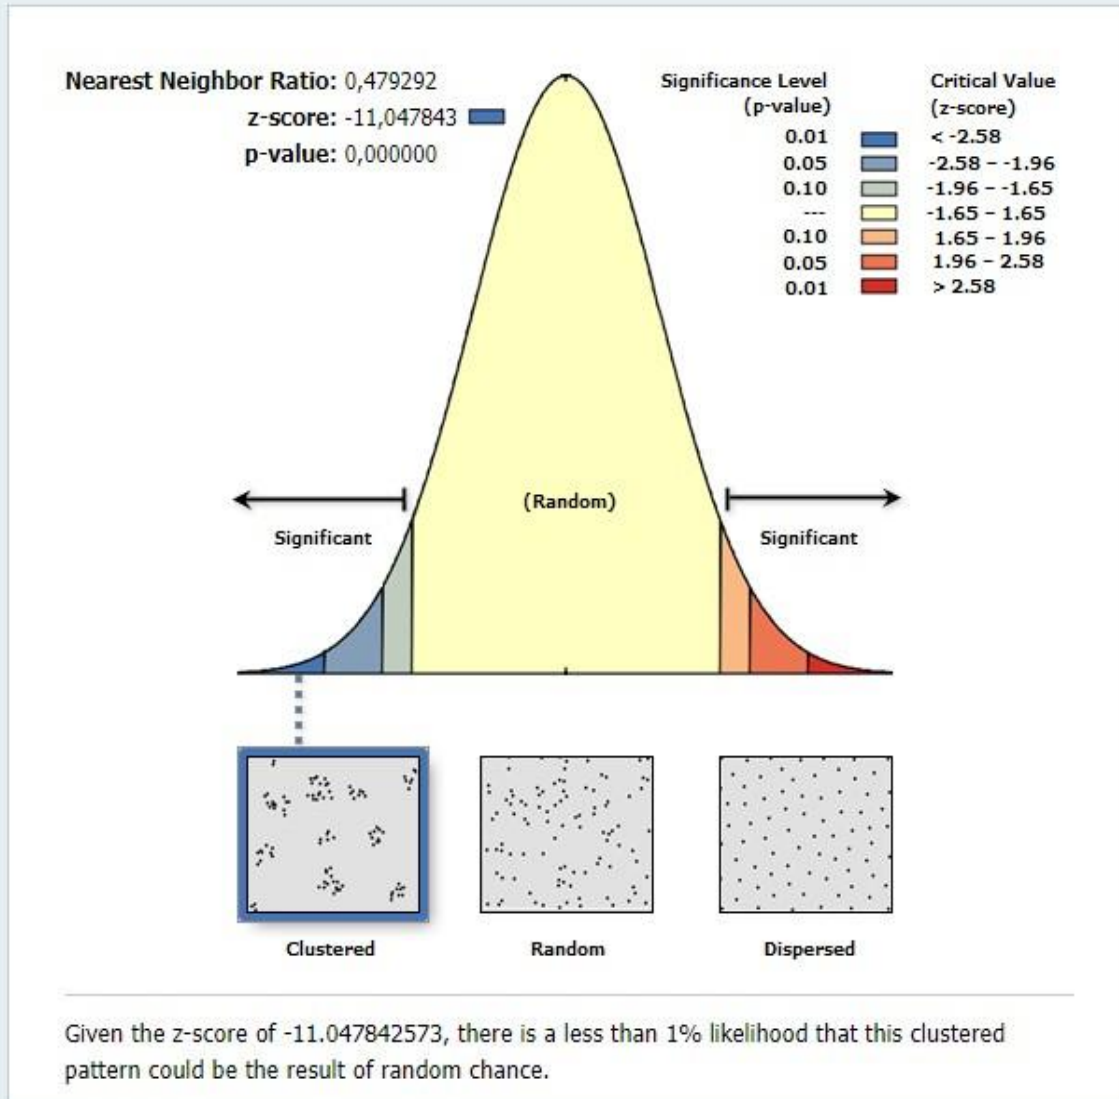 Nearest Neighbor Ratio: 0,479292
z-score: -11,047843
p-value: 0,000000
Significance Level
(p-value)
Critical Value
(z-score)
0.01 < -2.58
0.05 -2.58 – -1.96
0.10 -1.96 – -1.65
--- -1.65 – 1.65
0.10 1.65 – 1.96
0.05 1.96 – 2.58
0.01 > 2.58
(Random)
Significant
Significant
Clustered
Random
Dispersed
Given the z-score of -11.047842573, there is a less than 1% likelihood that this clustered
pattern could be the result of random chance.